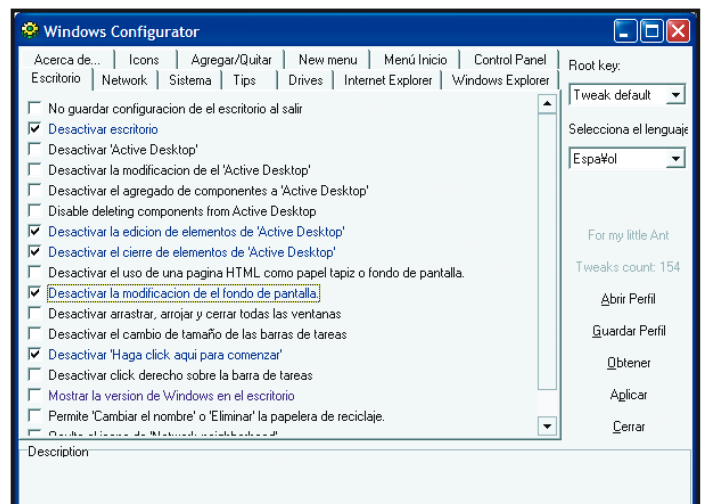 Windows Configurator
Acerca de... Icons Agregar/Quitar New menu Menú Inicio Control Panel
Escritorio Network Sistema Tips Drives Internet Explorer Windows Explorer
No guardar configuracion de el escritorio al salir
Desactivar escritorio
Desactivar 'Active Desktop'
Desactivar la modificacion de el 'Active Desktop'
Desactivar el agregado de componentes a 'Active Desktop'
Disable deleting components from Active Desktop
Desactivar la edicion de elementos de 'Active Desktop'
Desactivar el cierre de elementos de 'Active Desktop'
Desactivar el uso de una pagina HTML como papel tapiz o fondo de pantalla.
Desactivar la modificacion de el fondo de pantalla.
Desactivar arrastrar, arrojar y cerrar todas las ventanas
Desactivar el cambio de tamaño de las barras de tareas
Desactivar 'Haga click aqui para comenzar'
Desactivar click derecho sobre la barra de tareas
Mostrar la version de Windows en el escritorio
Permite 'Cambiar el nombre' o 'Eliminar' la papelera de reciclaje.
Root key:
Tweak default
Selecciona el lenguaje
Espa¥ol
For my little Ant
Tweaks count: 154
Abrir Perfil
Guardar Perfil
Obtener
Aplicar
Cerrar
Description